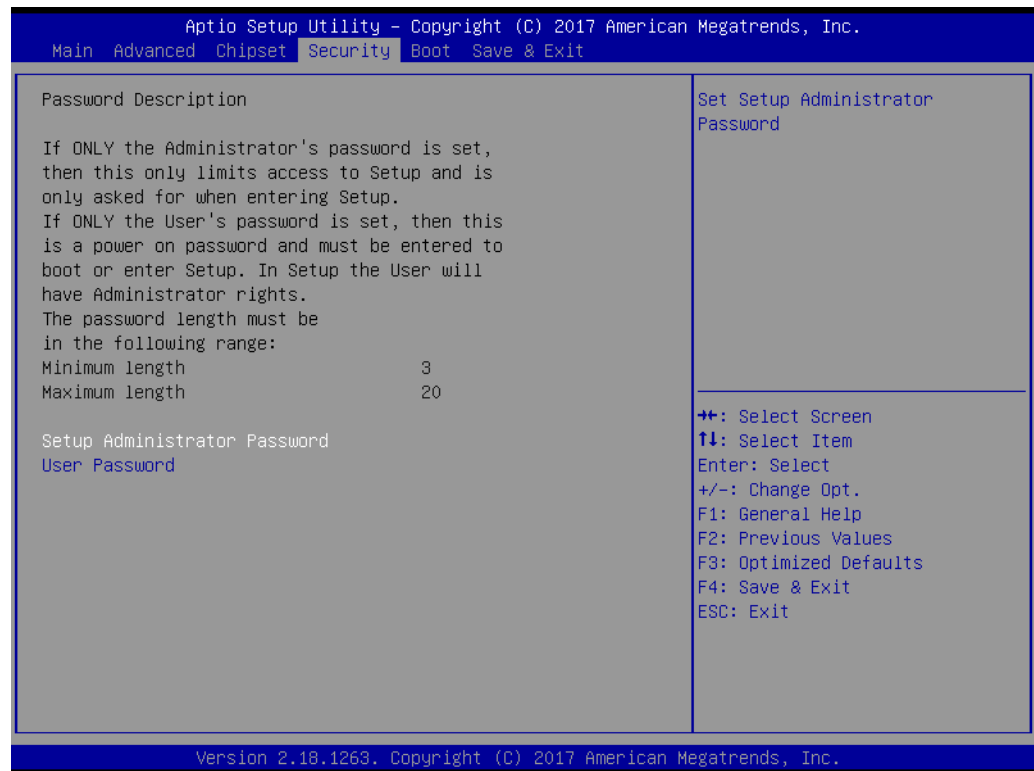 Aptio Setup Utility – Copyright (C) 2017 American Megatrends, Inc.
Main Advanced Chipset Security Boot Save & Exit
Password Description
If ONLY the Administrator's password is set,
then this only limits access to Setup and is
only asked for when entering Setup.
If ONLY the User's password is set, then this
is a power on password and must be entered to
boot or enter Setup. In Setup the User will
have Administrator rights.
The password length must be
in the following range:
Minimum length 3
Maximum length 20
Setup Administrator Password
User Password
Set Setup Administrator
Password
→←: Select Screen
↑↓: Select Item
Enter: Select
+/-: Change Opt.
F1: General Help
F2: Previous Values
F3: Optimized Defaults
F4: Save & Exit
ESC: Exit
Version 2.18.1263. Copyright (C) 2017 American Megatrends, Inc.